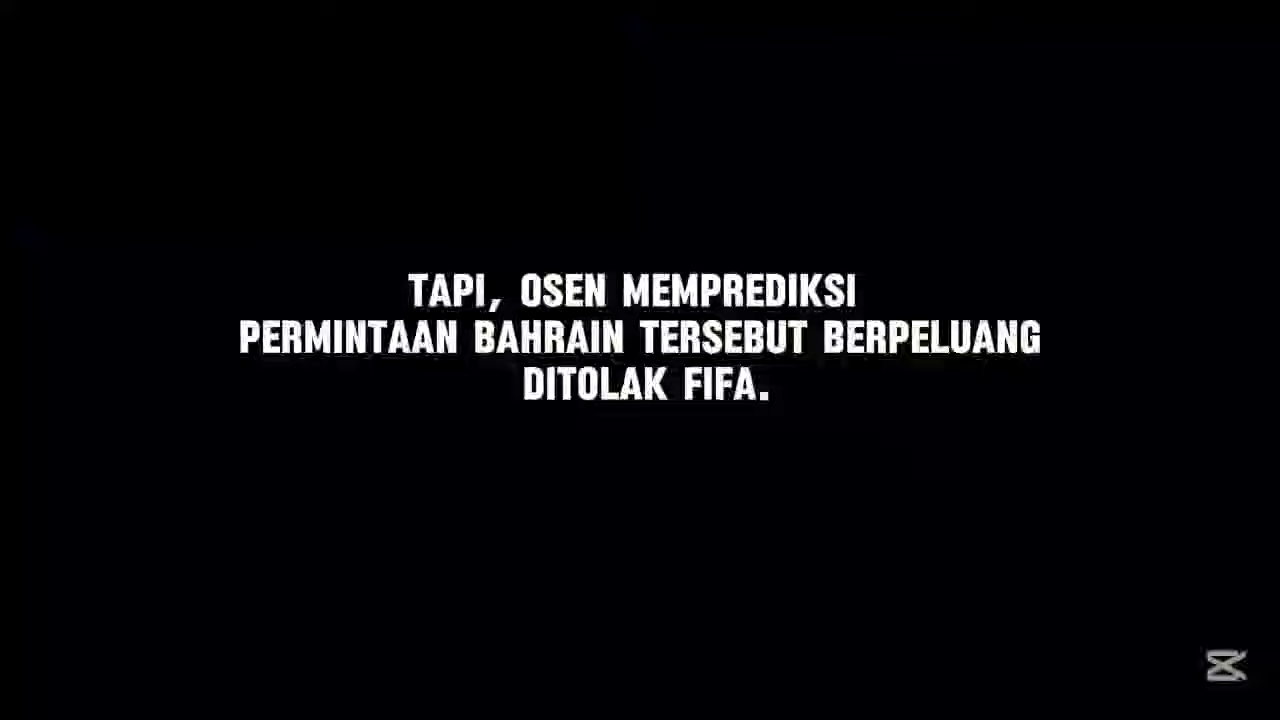 TAPI, OSEN MEMPREDIKSI
PERMINTAAN BAHRAIN TERSEBUT BERPELUANG
DITOLAK FIFA.